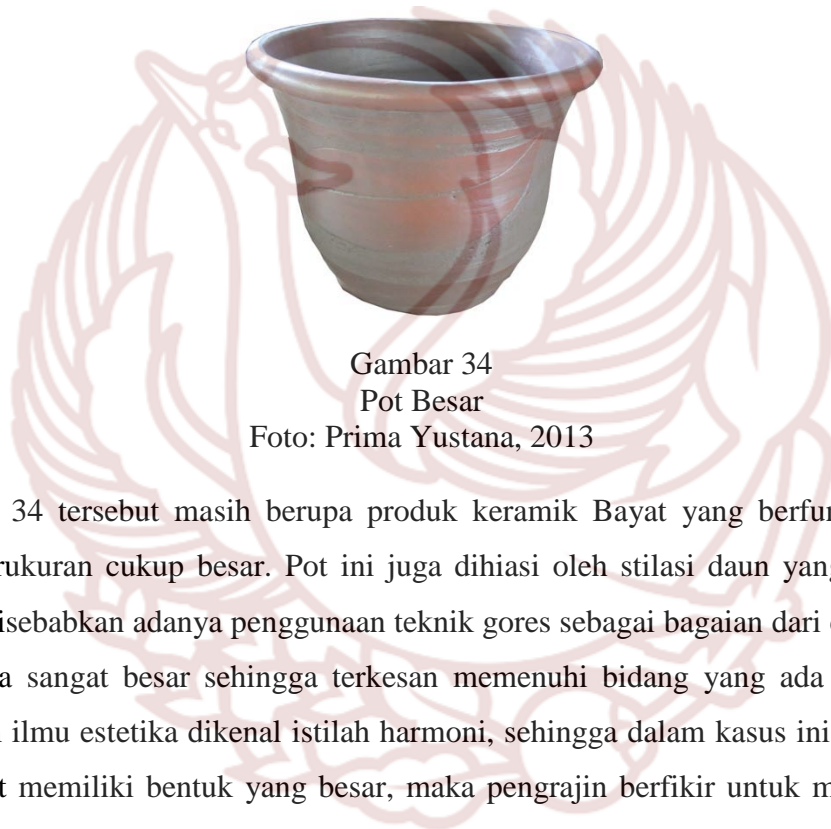 Gambar 34
Pot Besar
Foto: Prima Yustana, 2013
34 tersebut masih berupa produk keramik Bayat yang
cukup besar. Pot ini juga dihiasi oleh stilasi daun yang
adanya penggunaan teknik gores sebagai bagaian dari
sangat besar sehingga terkesan memenuhi bidang yang ada
ilmu estetika dikenal istilah harmoni, sehingga dalam kasus ini
memiliki bentuk yang besar, maka pengrajin berfikir untuk